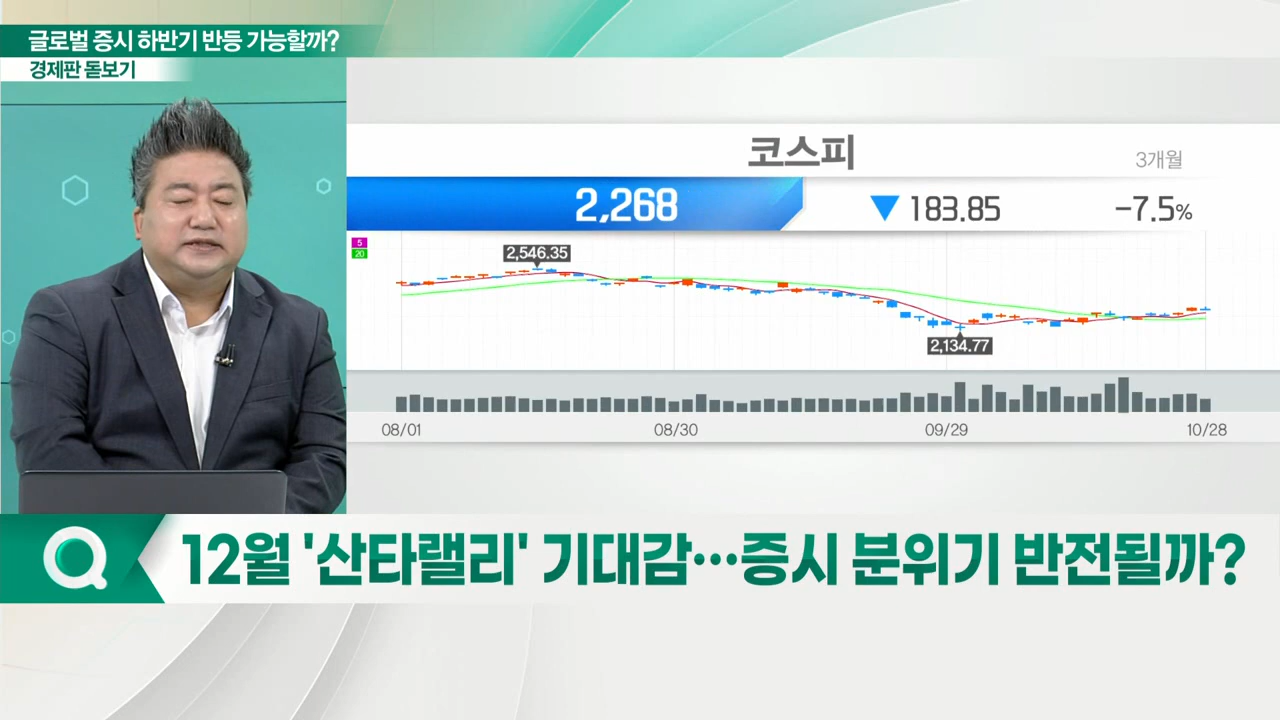 글로벌 증시 하반기 반등 가능할까?
경제판 돋보기
코스피
3개월
2,268
▼ 183.85
-7.5%
5
20
2,546.35
2,134.77
08/01
08/30
09/29
10/28
Q
12월 '산타랠리' 기대감…증시 분위기 반전될까?